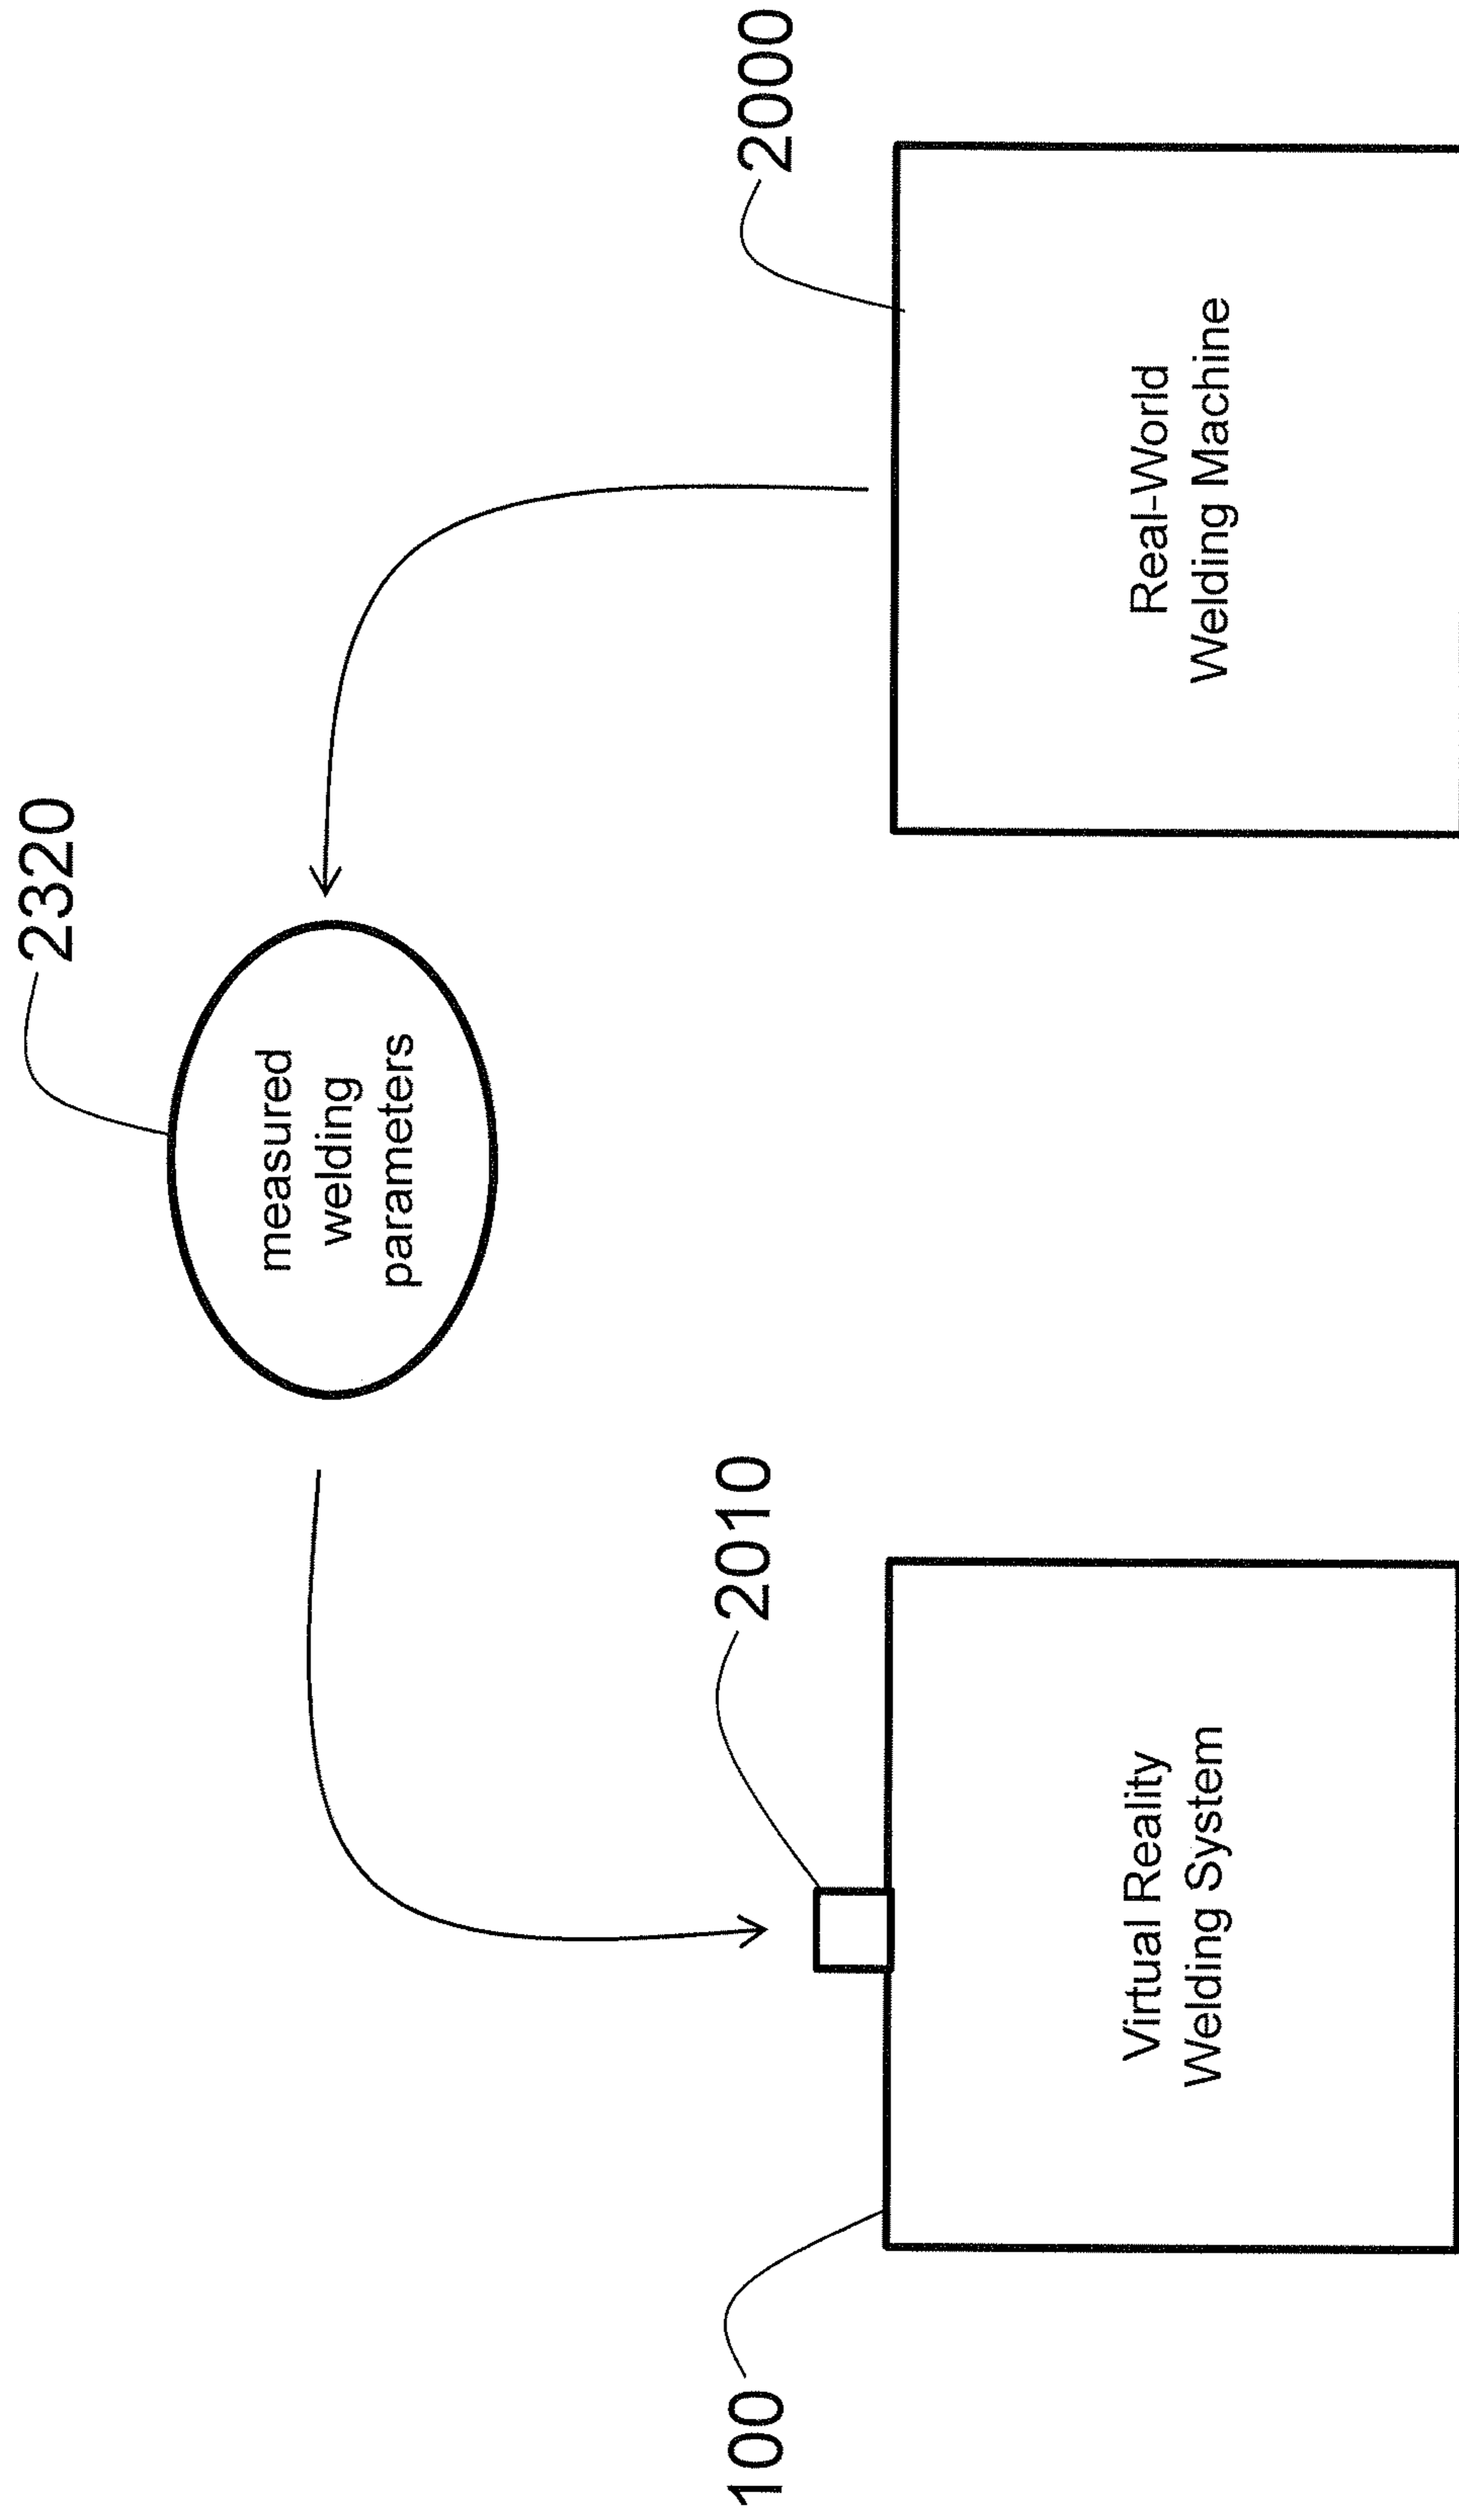 2320
measured
welding
parameters
2010
2000
100
Virtual Reality
Welding System
Real-World
Welding Machine